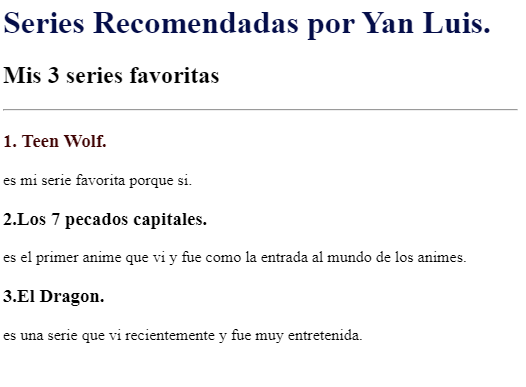 Series Recomendadas por Yan Luis.
Mis 3 series favoritas
1. Teen Wolf.
es mi serie favorita porque si.
2.Los 7 pecados capitales.
es el primer anime que vi y fue como la entrada al mundo de los animes.
3.El Dragon.
es una serie que vi recientemente y fue muy entretenida.